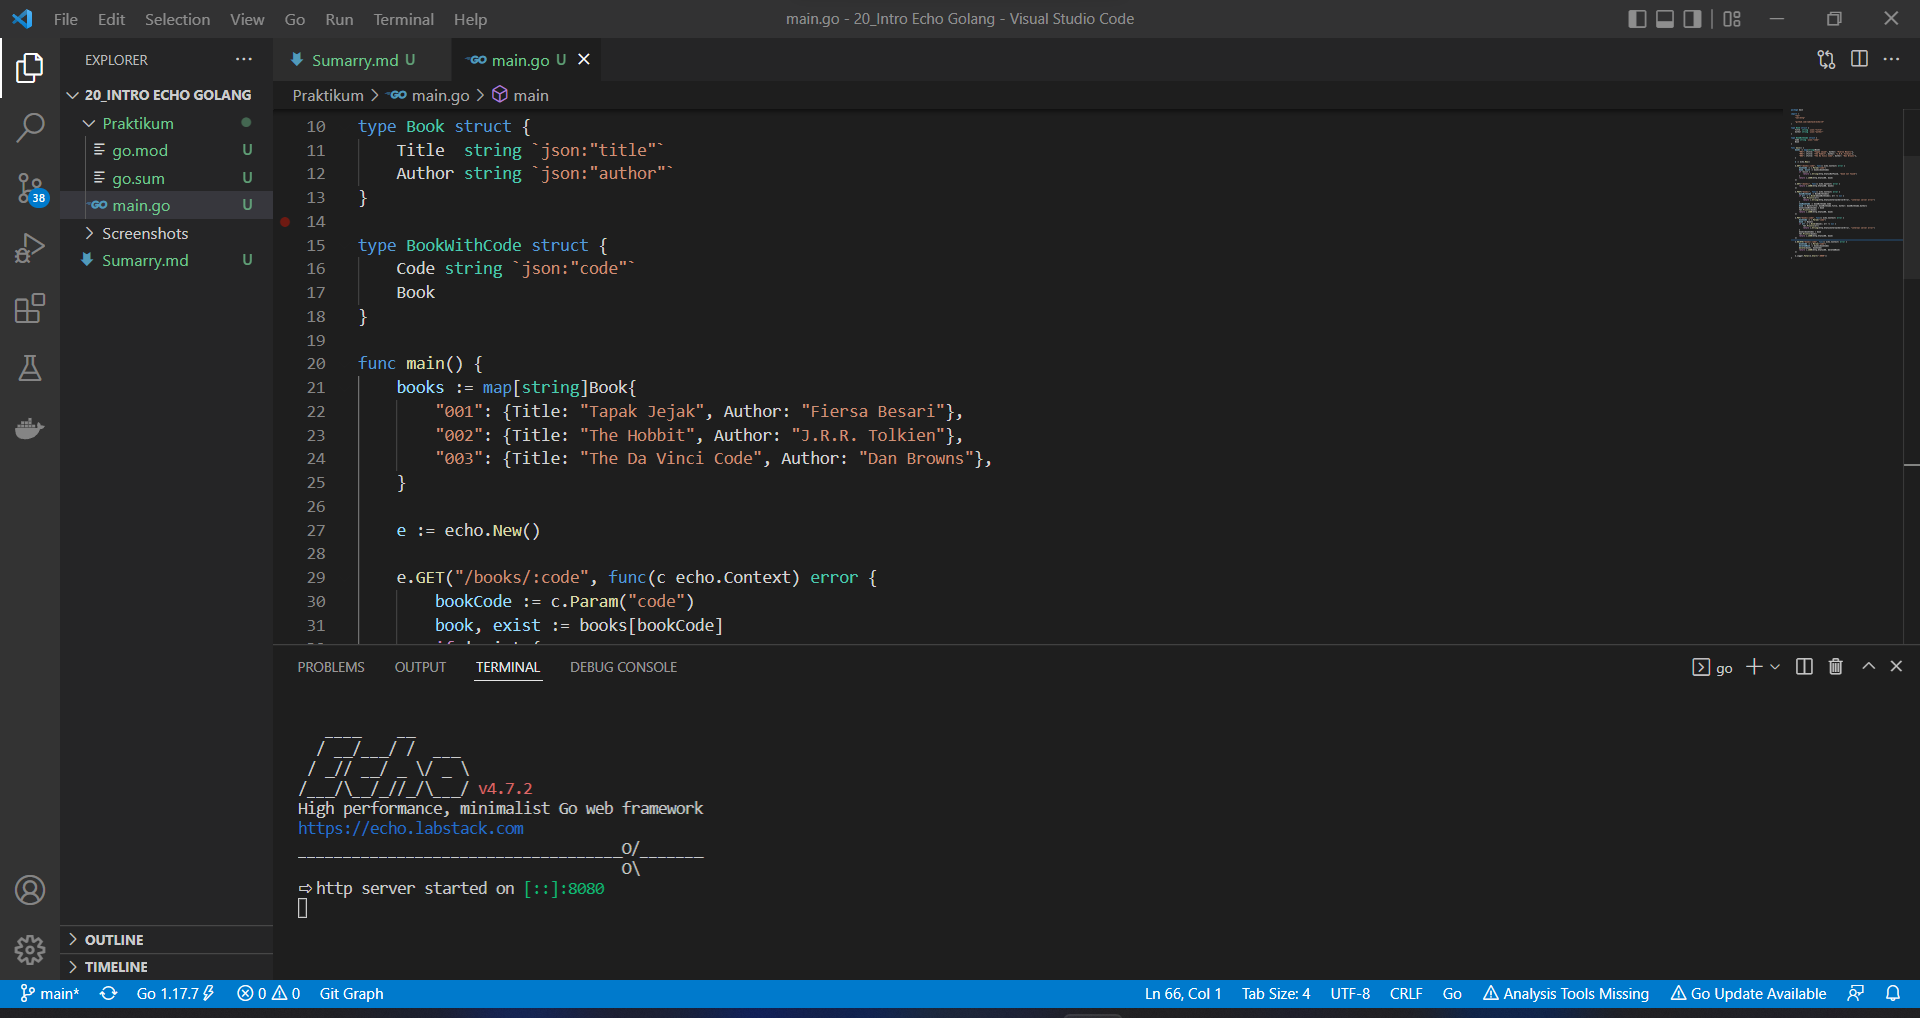 File Edit Selection View Go Run Terminal Help
main.go - 20_Intro Echo Golang - Visual Studio Code
EXPLORER
20_INTRO ECHO GOLANG
Praktikum
go.mod U
go.sum U
main.go U
Screenshots
Sumarry.md U
38
OUTLINE
TIMELINE
Sumarry.md U
main.go U
Praktikum > main.go > main
10 type Book struct {
11 Title  string `json:"title"`
12 Author string `json:"author"`
13 }
14
15 type BookWithCode struct {
16 Code string `json:"code"`
17 Book
18 }
19
20 func main() {
21 books := map[string]Book{
22 "001": {Title: "Tapak Jejak", Author: "Fiersa Besari"},
23 "002": {Title: "The Hobbit", Author: "J.R.R. Tolkien"},
24 "003": {Title: "The Da Vinci Code", Author: "Dan Browns"},
25 }
26
27 e := echo.New()
28
29 e.GET("/books/:code", func(c echo.Context) error {
30 bookCode := c.Param("code")
31 book, exist := books[bookCode]
PROBLEMS OUTPUT TERMINAL DEBUG CONSOLE
go
Echo v4.7.2
High performance, minimalist Go web framework
https://echo.labstack.com
____________________________________O/_______
O\
⇨ http server started on [::]:8080
main* Go 1.17.7 0 0 Git Graph
Ln 66, Col 1 Tab Size: 4 UTF-8 CRLF Go Analysis Tools Missing Go Update Available